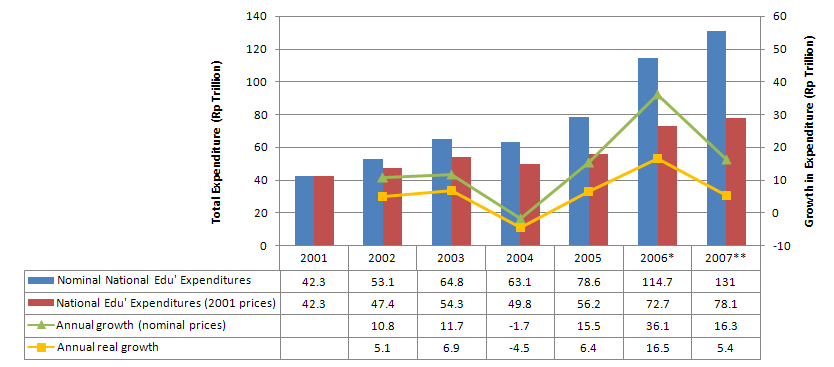 140
120
100
80
60
40
20
0
Total Expenditure (Rp Trillion)
60
50
40
30
20
10
0
-10
Growth in Expenditure (Rp Trillion)
2001 2002 2003 2004 2005 2006* 2007**
Nominal National Edu' Expenditures 42.3 53.1 64.8 63.1 78.6 114.7 131
National Edu' Expenditures (2001 prices) 42.3 47.4 54.3 49.8 56.2 72.7 78.1
Annual growth (nominal prices) 10.8 11.7 -1.7 15.5 36.1 16.3
Annual real growth 5.1 6.9 -4.5 6.4 16.5 5.4